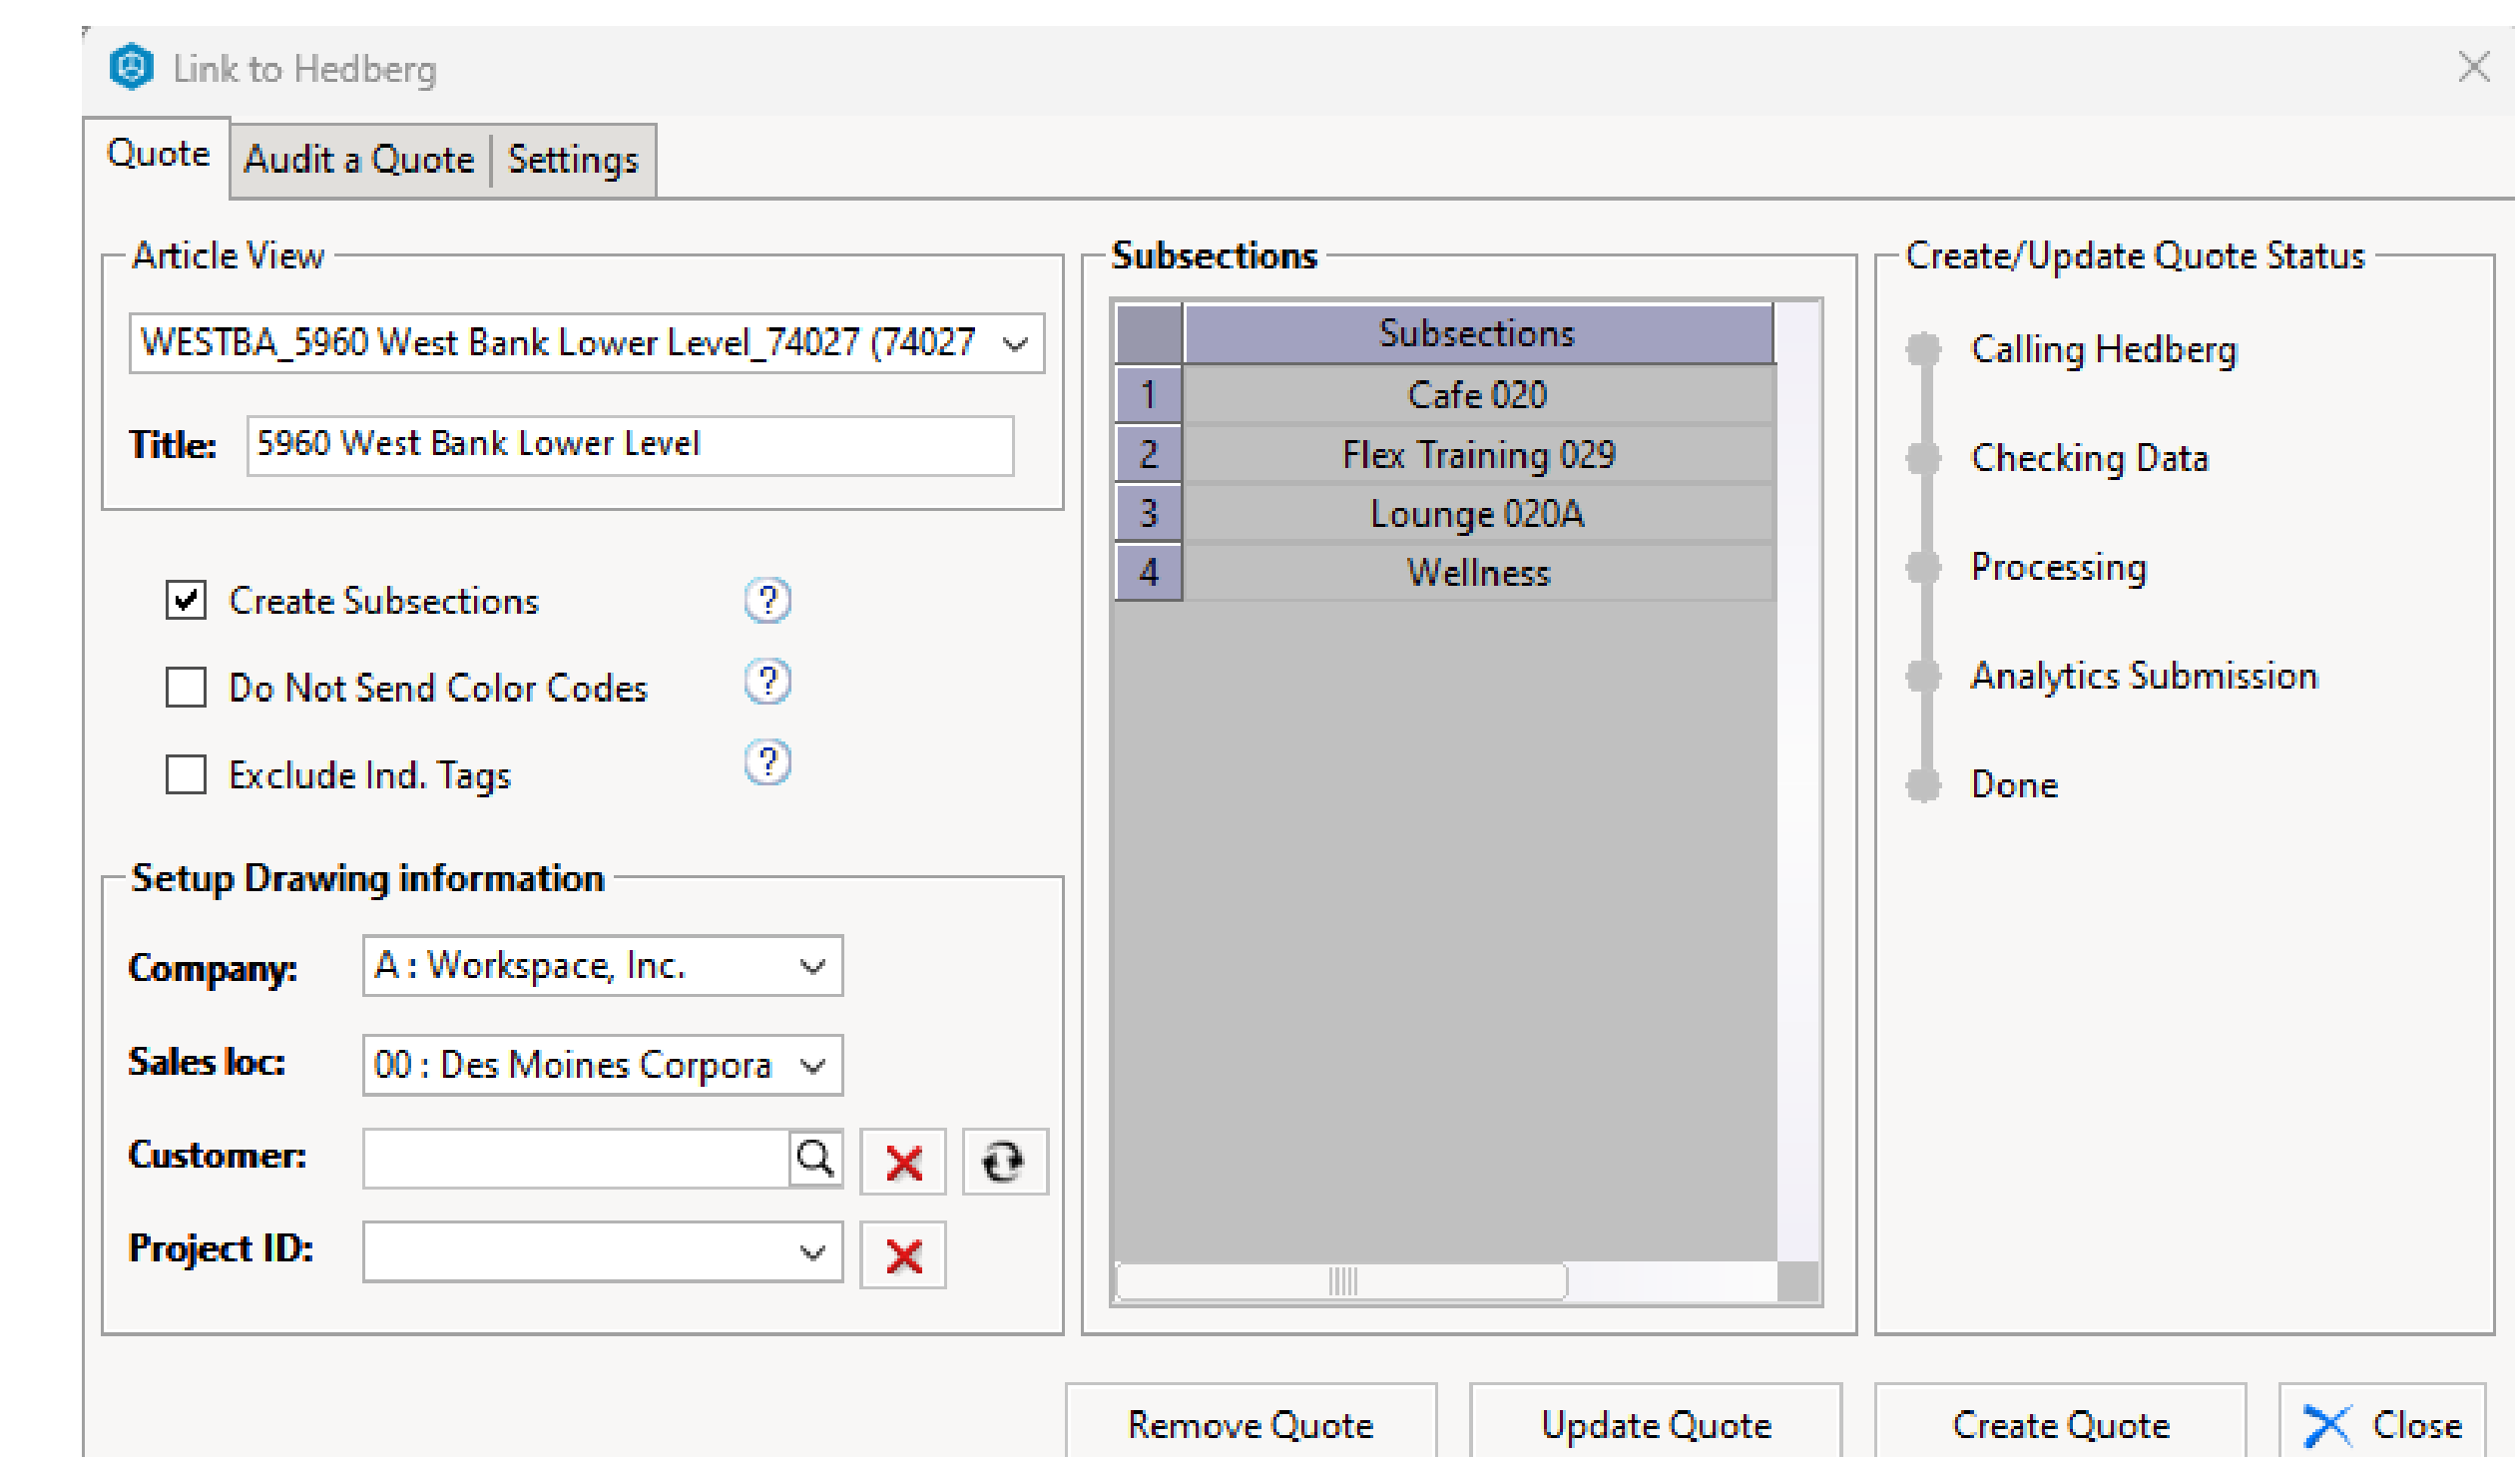 Link to Hedberg
Quote
Audit a Quote
Settings
Article View
WESTBA_5960 West Bank Lower Level_74027 (74027
Title: 5960 West Bank Lower Level
Create Subsections ?
Do Not Send Color Codes ?
Exclude Ind. Tags ?
Setup Drawing information
Company: A : Workspace, Inc.
Sales loc: 00 : Des Moines Corpora
Customer:
Project ID:
Subsections
Subsections
1 Cafe 020
2 Flex Training 029
3 Lounge 020A
4 Wellness
Create/Update Quote Status
Calling Hedberg
Checking Data
Processing
Analytics Submission
Done
Remove Quote
Update Quote
Create Quote
Close